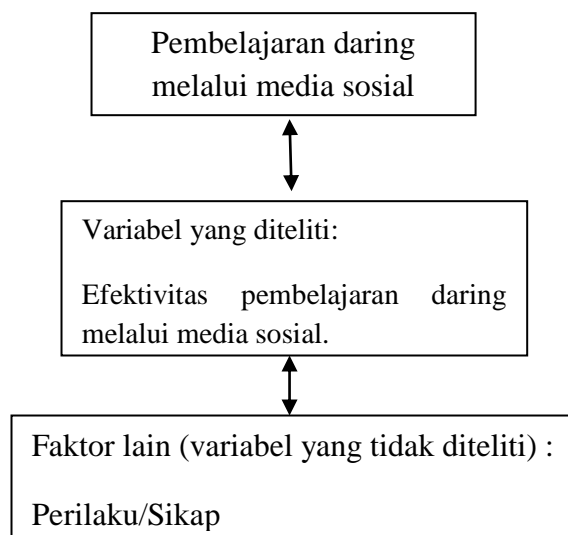 Pembelajaran daring
melalui media sosial
Variabel yang diteliti:
Efektivitas pembelajaran daring
melalui media sosial.
Faktor lain (variabel yang tidak diteliti) :
Perilaku/Sikap